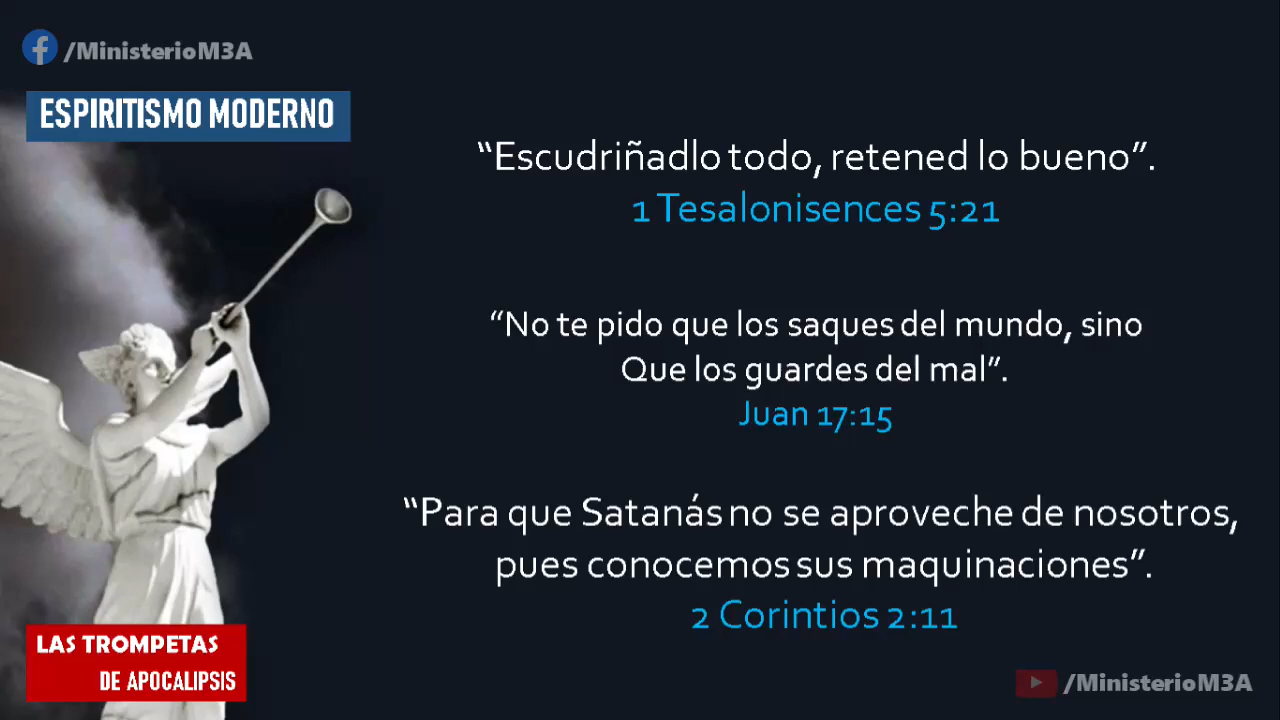 /MinisterioM3A
ESPIRITISMO MODERNO
“Escudriñadlo todo, retened lo bueno”.
1 Tesalonisences 5:21
“No te pido que los saques del mundo, sino
Que los guardes del mal”.
Juan 17:15
“Para que Satanás no se aproveche de nosotros,
pues conocemos sus maquinaciones”.
2 Corintios 2:11
LAS TROMPETAS
DE APOCALIPSIS
/MinisterioM3A